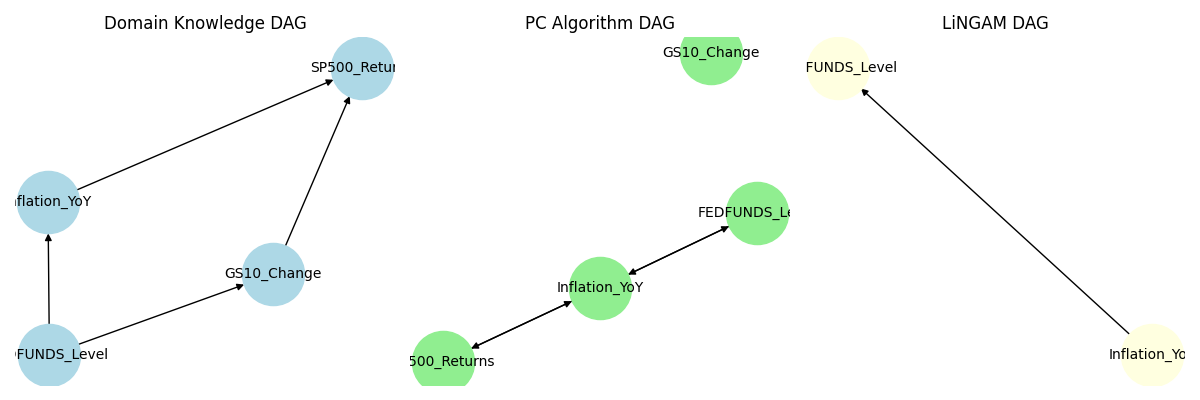 Domain Knowledge DAG
SP500_Retur
nflation_YoY
GS10_Change
FUNDS_Level
PC Algorithm DAG
GS10_Change
FEDFUNDS_Le
Inflation_YoY
500_Returns
LiNGAM DAG
FUNDS_Level
Inflation_Yo